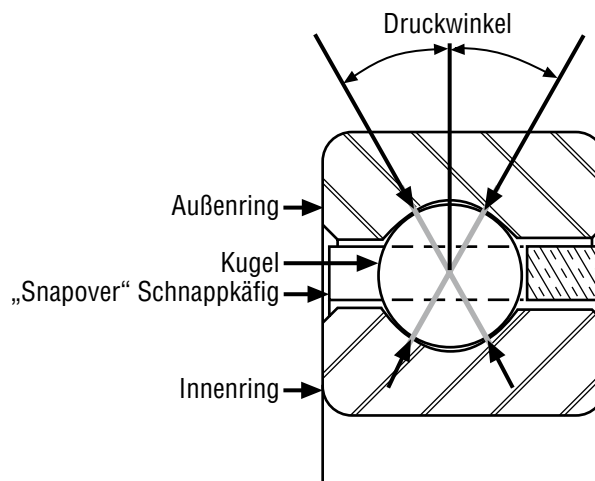 Druckwinkel
Außenring
Kugel
„Snapover“ Schnappkäfig
Innenring